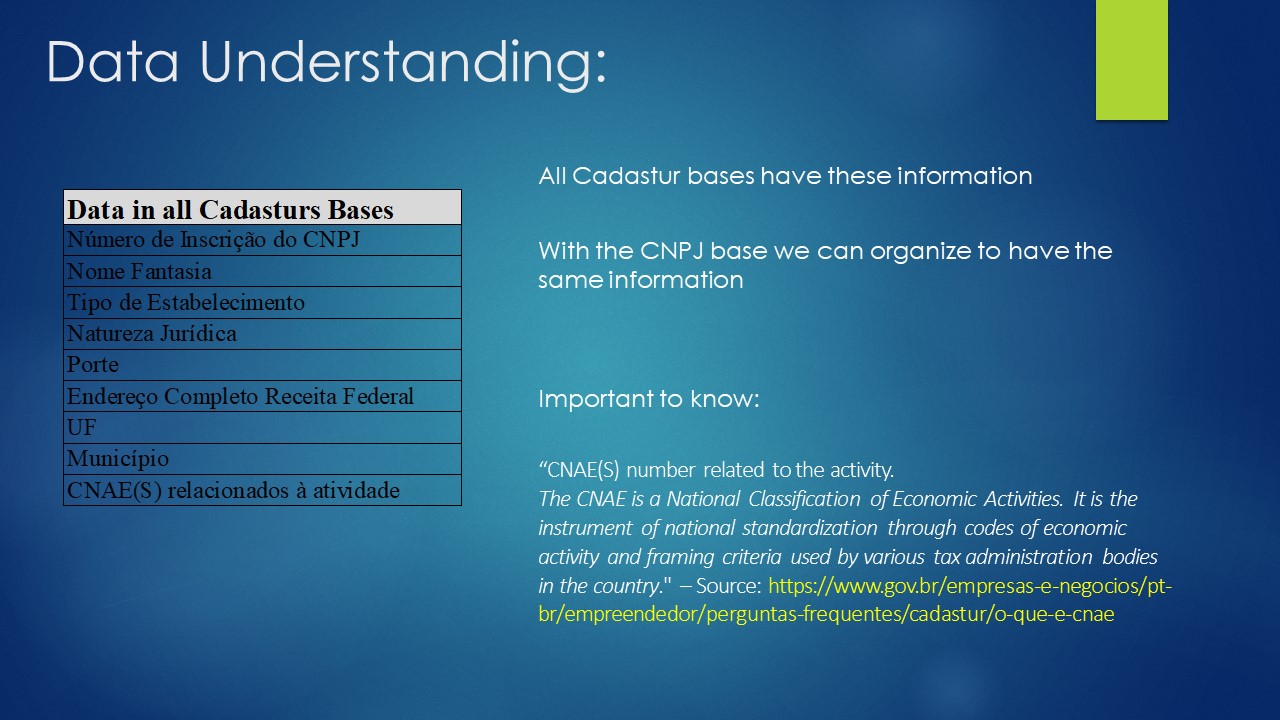 Data Understanding:
Data in all Cadasturs Bases
Número de Inscrição do CNPJ
Nome Fantasia
Tipo de Estabelecimento
Natureza Jurídica
Porte
Endereço Completo Receita Federal
UF
Município
CNAE(S) relacionados à atividade
All Cadastur bases have these information
With the CNPJ base we can organize to have the
same information
Important to know:
“CNAE(S) number related to the activity.
The CNAE is a National Classification of Economic Activities. It is the
instrument of national standardization through codes of economic
activity and framing criteria used by various tax administration bodies
in the country." – Source: https://www.gov.br/empresas-e-negocios/pt-
br/empreendedor/perguntas-frequentes/cadastur/o-que-e-cnae